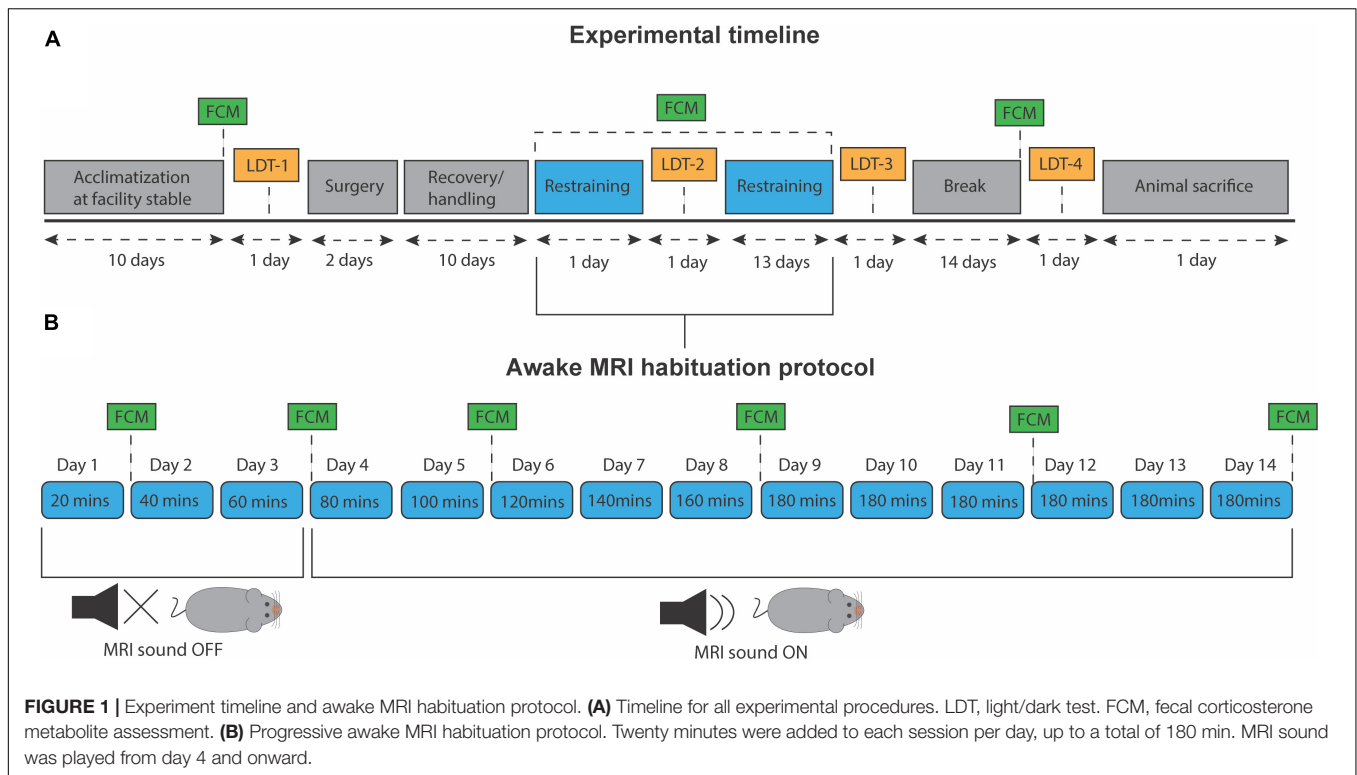 A
Experimental timeline
FCM
FCM
FCM
Acclimatization
at facility stable
LDT-1
Surgery
Recovery/
handling
Restraining
LDT-2
Restraining
LDT-3
Break
LDT-4
Animal sacrifice
10 days
1 day
2 days
10 days
1 day
1 day
13 days
1 day
14 days
1 day
1 day
B
Awake MRI habituation protocol
FCM
FCM
FCM
FCM
FCM
FCM
Day 1
Day 2
Day 3
Day 4
Day 5
Day 6
Day 7
Day 8
Day 9
Day 10
Day 11
Day 12
Day 13
Day 14
20 mins
40 mins
60 mins
80 mins
100 mins
120mins
140mins
160 mins
180 mins
180 mins
180 mins
180 mins
180mins
180mins
MRI sound OFF
MRI sound ON
FIGURE 1 | Experiment timeline and awake MRI habituation protocol. (A) Timeline for all experimental procedures. LDT, light/dark test. FCM, fecal corticosterone
metabolite assessment. (B) Progressive awake MRI habituation protocol. Twenty minutes were added to each session per day, up to a total of 180 min. MRI sound
was played from day 4 and onward.